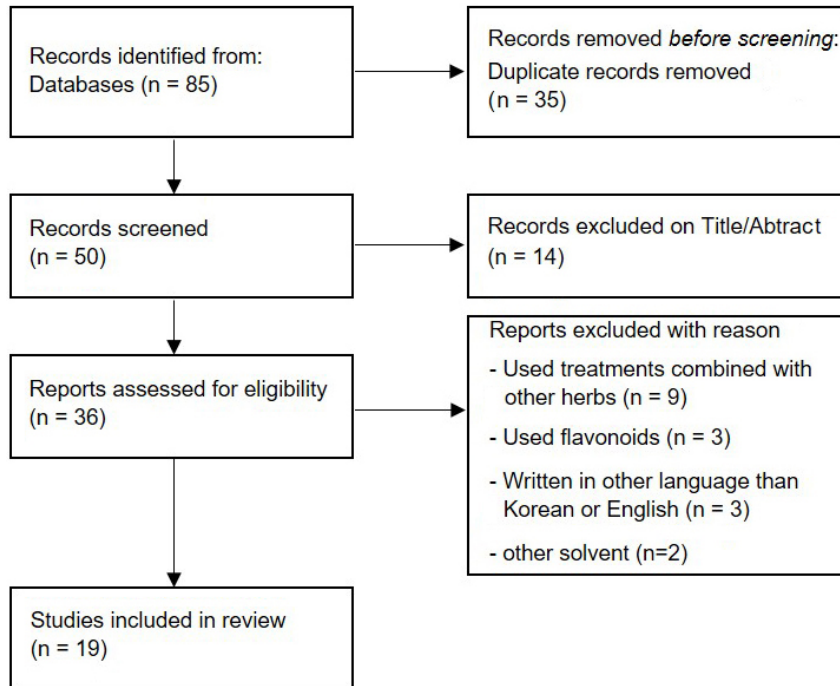 Records identified from:
Databases (n = 85)
Records removed before screening:
Duplicate records removed
(n = 35)
Records screened
(n = 50)
Records excluded on Title/Abtract
(n = 14)
Reports assessed for eligibility
(n = 36)
Reports excluded with reason
- Used treatments combined with
other herbs (n = 9)
- Used flavonoids (n = 3)
- Written in other language than
Korean or English (n = 3)
- other solvent (n=2)
Studies included in review
(n = 19)